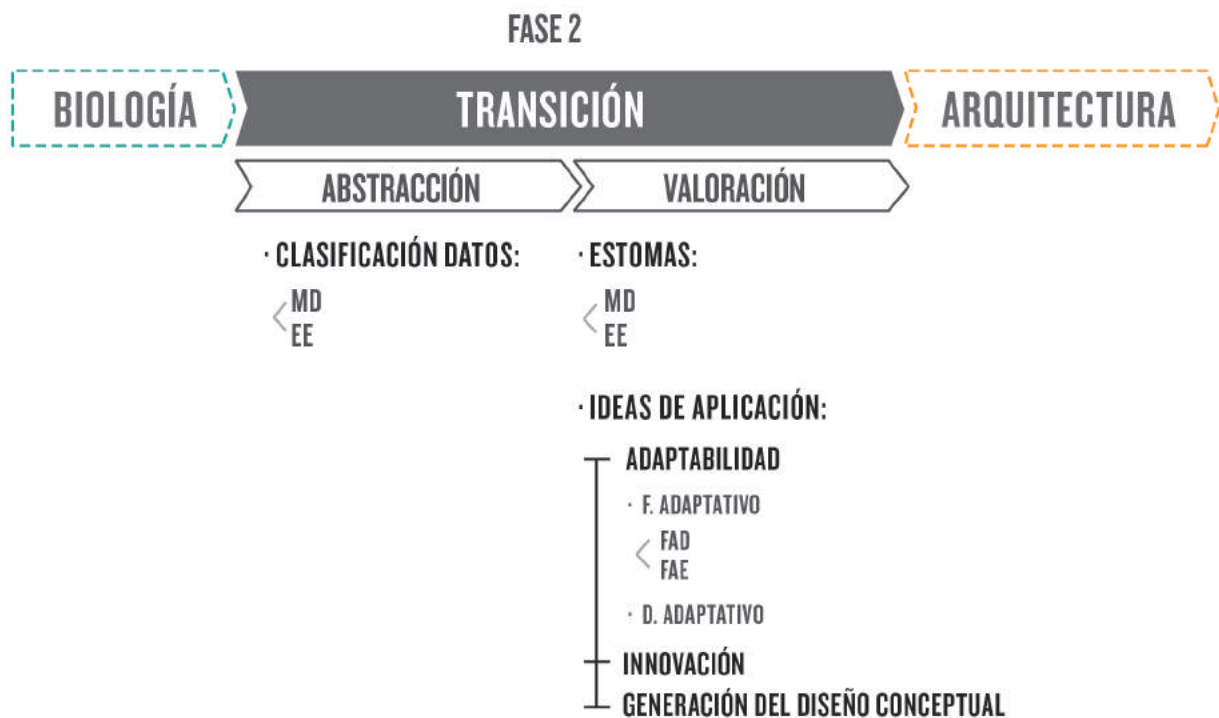 FASE 2
BIOLOGÍA
TRANSICIÓN
ARQUITECTURA
ABSTRACCIÓN
VALORACIÓN
· CLASIFICACIÓN DATOS:
MD
EE
· ESTOMAS:
MD
EE
· IDEAS DE APLICACIÓN:
ADAPTABILIDAD
· F. ADAPTATIVO
FAD
FAE
· D. ADAPTATIVO
INNOVACIÓN
GENERACIÓN DEL DISEÑO CONCEPTUAL